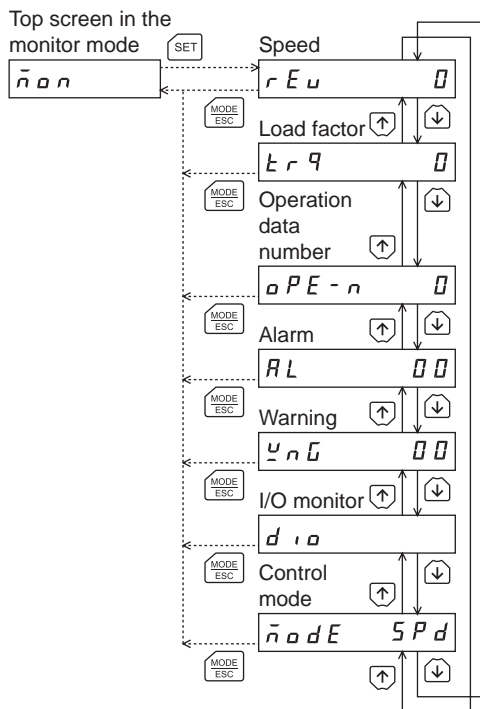 Top screen in the
monitor mode
SET
Speed
mon
rEv 0
MODE
ESC
Load factor
trq 0
MODE
ESC
Operation
data
number
oPE-n 0
MODE
ESC
Alarm
AL 00
MODE
ESC
Warning
wnG 00
MODE
ESC
I/O monitor
dio
MODE
ESC
Control
mode
modE SPd
MODE
ESC